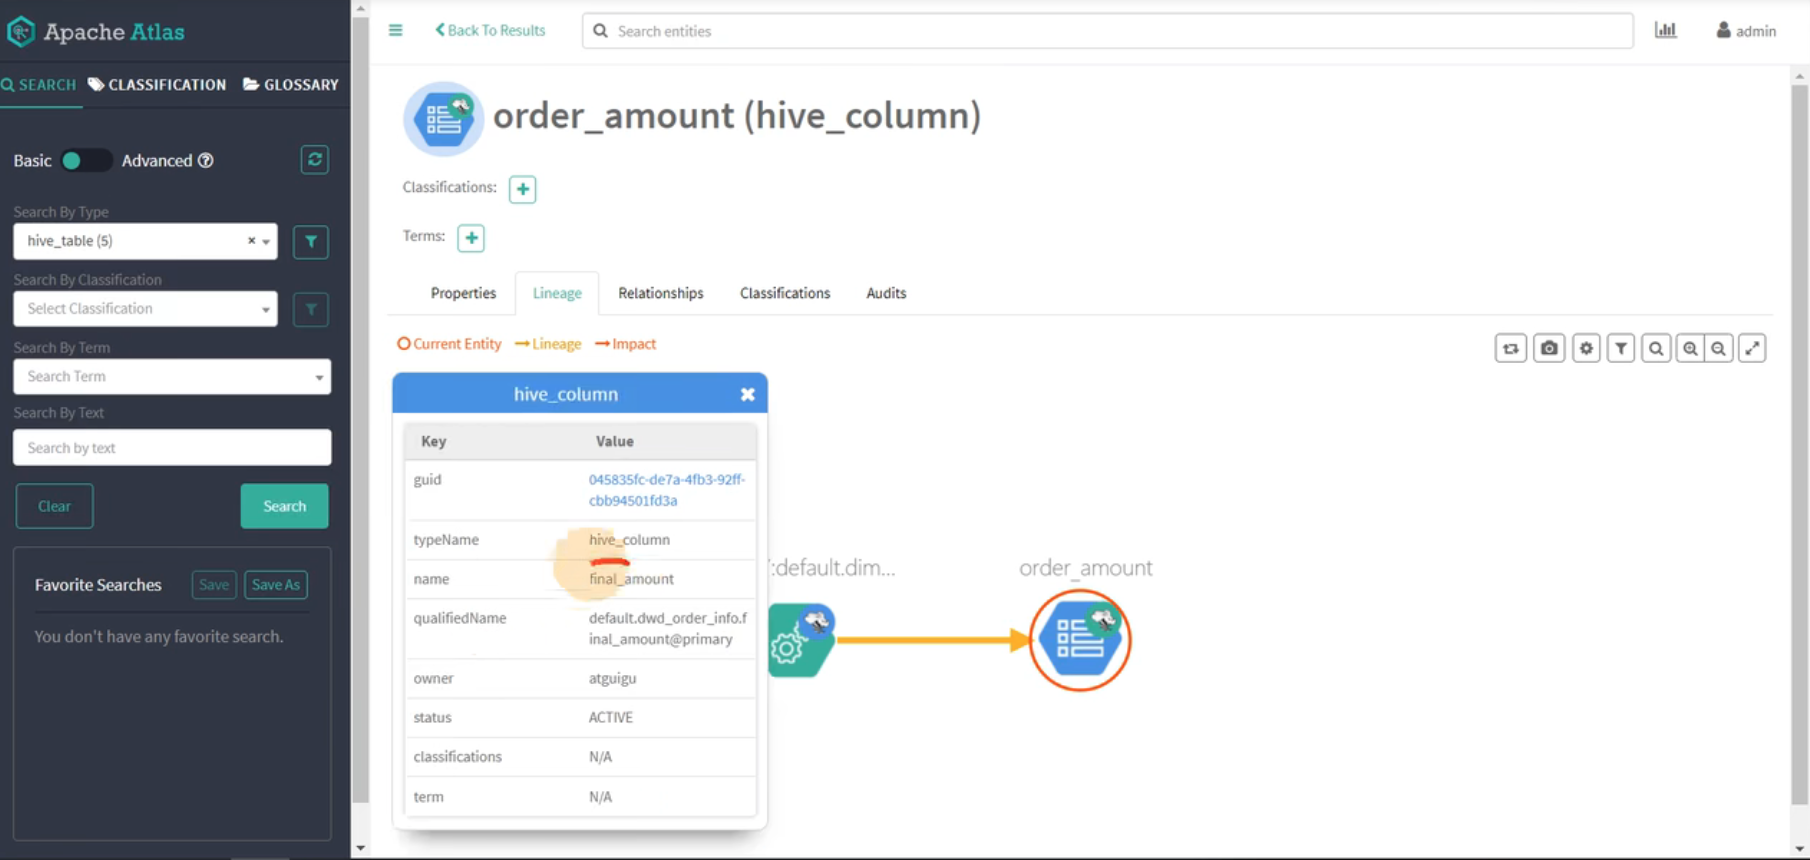 Apache Atlas
SEARCH CLASSIFICATION GLOSSARY
Basic Advanced
Search By Type
hive_table (5) ×
Search By Classification
Select Classification
Search By Term
Search Term
Search By Text
Search by text
Clear Search
Favorite Searches Save Save As
You don't have any favorite search.
Back To Results Search entities admin
order_amount (hive_column)
Classifications: +
Terms: +
Properties Lineage Relationships Classifications Audits
Current Entity Lineage Impact
hive_column
Key Value
guid 045835fc-de7a-4fb3-92ff-
cbb94501fd3a
typeName hive_column
name final_amount
qualifiedName default.dwd_order_info.f
inal_amount@primary
owner atguigu
status ACTIVE
classifications N/A
term N/A
:default.dim...
order_amount